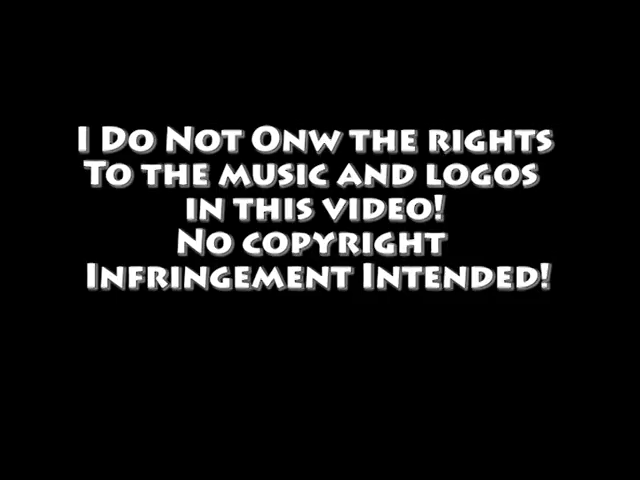 I Do Not Onw the rights
To the music and logos
in this video!
No copyright
Infringement Intended!